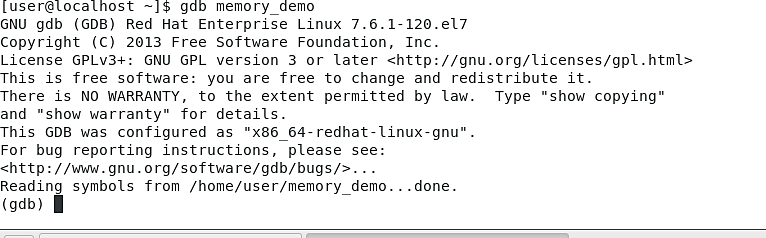 [user@localhost ~]$ gdb memory_demo
GNU gdb (GDB) Red Hat Enterprise Linux 7.6.1-120.el7
Copyright (C) 2013 Free Software Foundation, Inc.
License GPLv3+: GNU GPL version 3 or later <http://gnu.org/licenses/gpl.html>
This is free software: you are free to change and redistribute it.
There is NO WARRANTY, to the extent permitted by law.  Type "show copying"
and "show warranty" for details.
This GDB was configured as "x86_64-redhat-linux-gnu".
For bug reporting instructions, please see:
<http://www.gnu.org/software/gdb/bugs/>...
Reading symbols from /home/user/memory_demo...done.
(gdb)